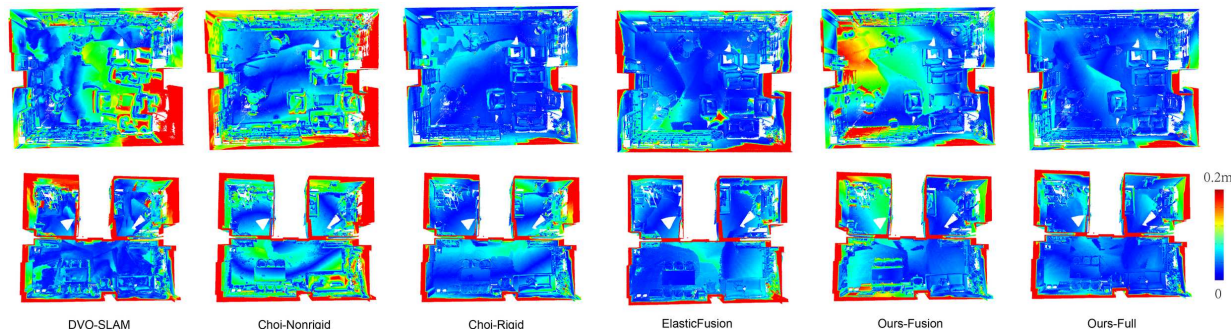 0.2m
0
DVO-SLAM Choi-Nonrigid Choi-Rigid ElasticFusion Ours-Fusion Ours-Full